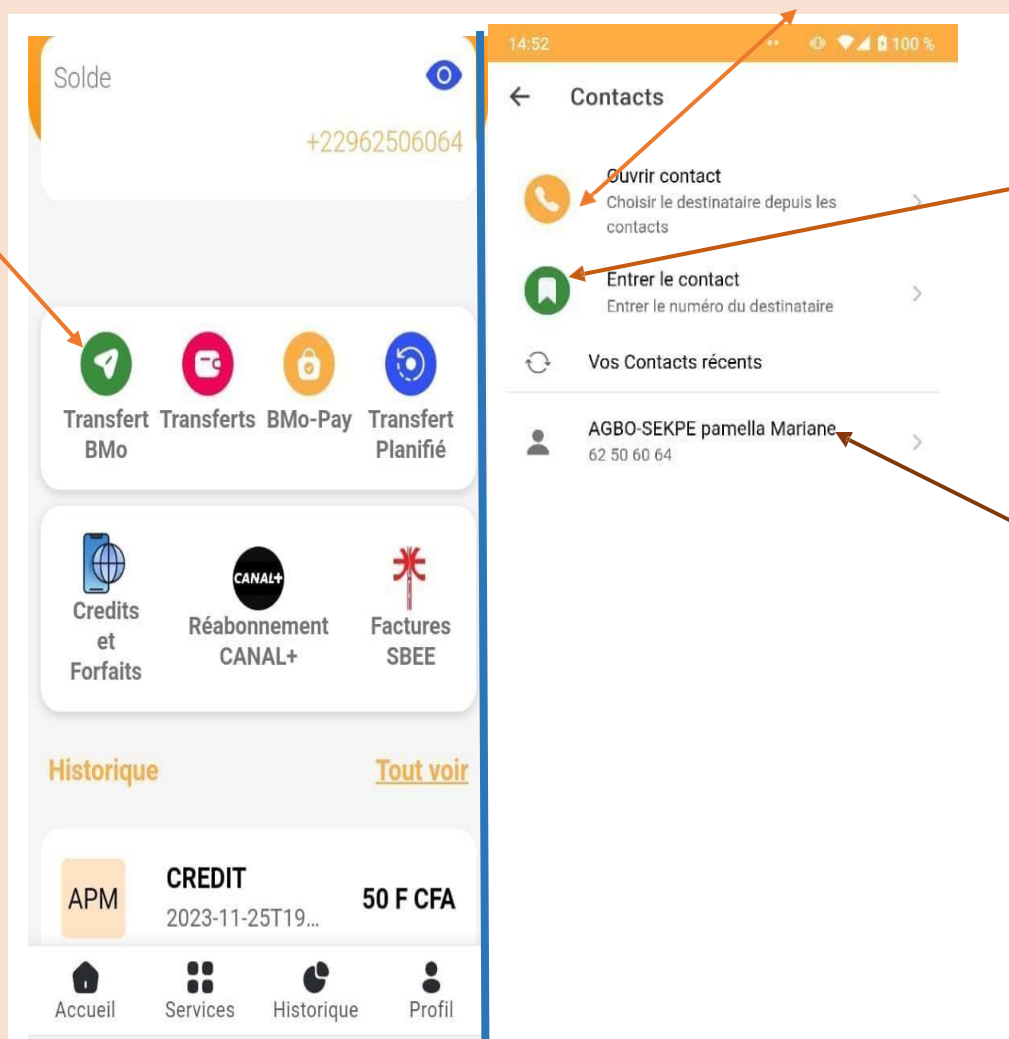 Solde
+22962506064
Transfert BMo
Transferts
BMo-Pay
Transfert Planifié
Credits et Forfaits
CANAL+
Réabonnement CANAL+
Factures SBEE
Historique
Tout voir
APM
CREDIT
2023-11-25T19...
50 F CFA
Accueil
Services
Historique
Profil
14:52
100 %
Contacts
Ouvrir contact
Choisir le destinataire depuis les
contacts
Entrer le contact
Entrer le numéro du destinataire
Vos Contacts récents
AGBO-SEKPE pamella Mariane
62 50 60 64